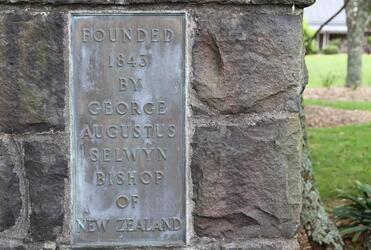 FOUNDED
1843
BY
GEORGE
AUGUSTUS
SELWYN
BISHOP
OF
NEW ZEALAND